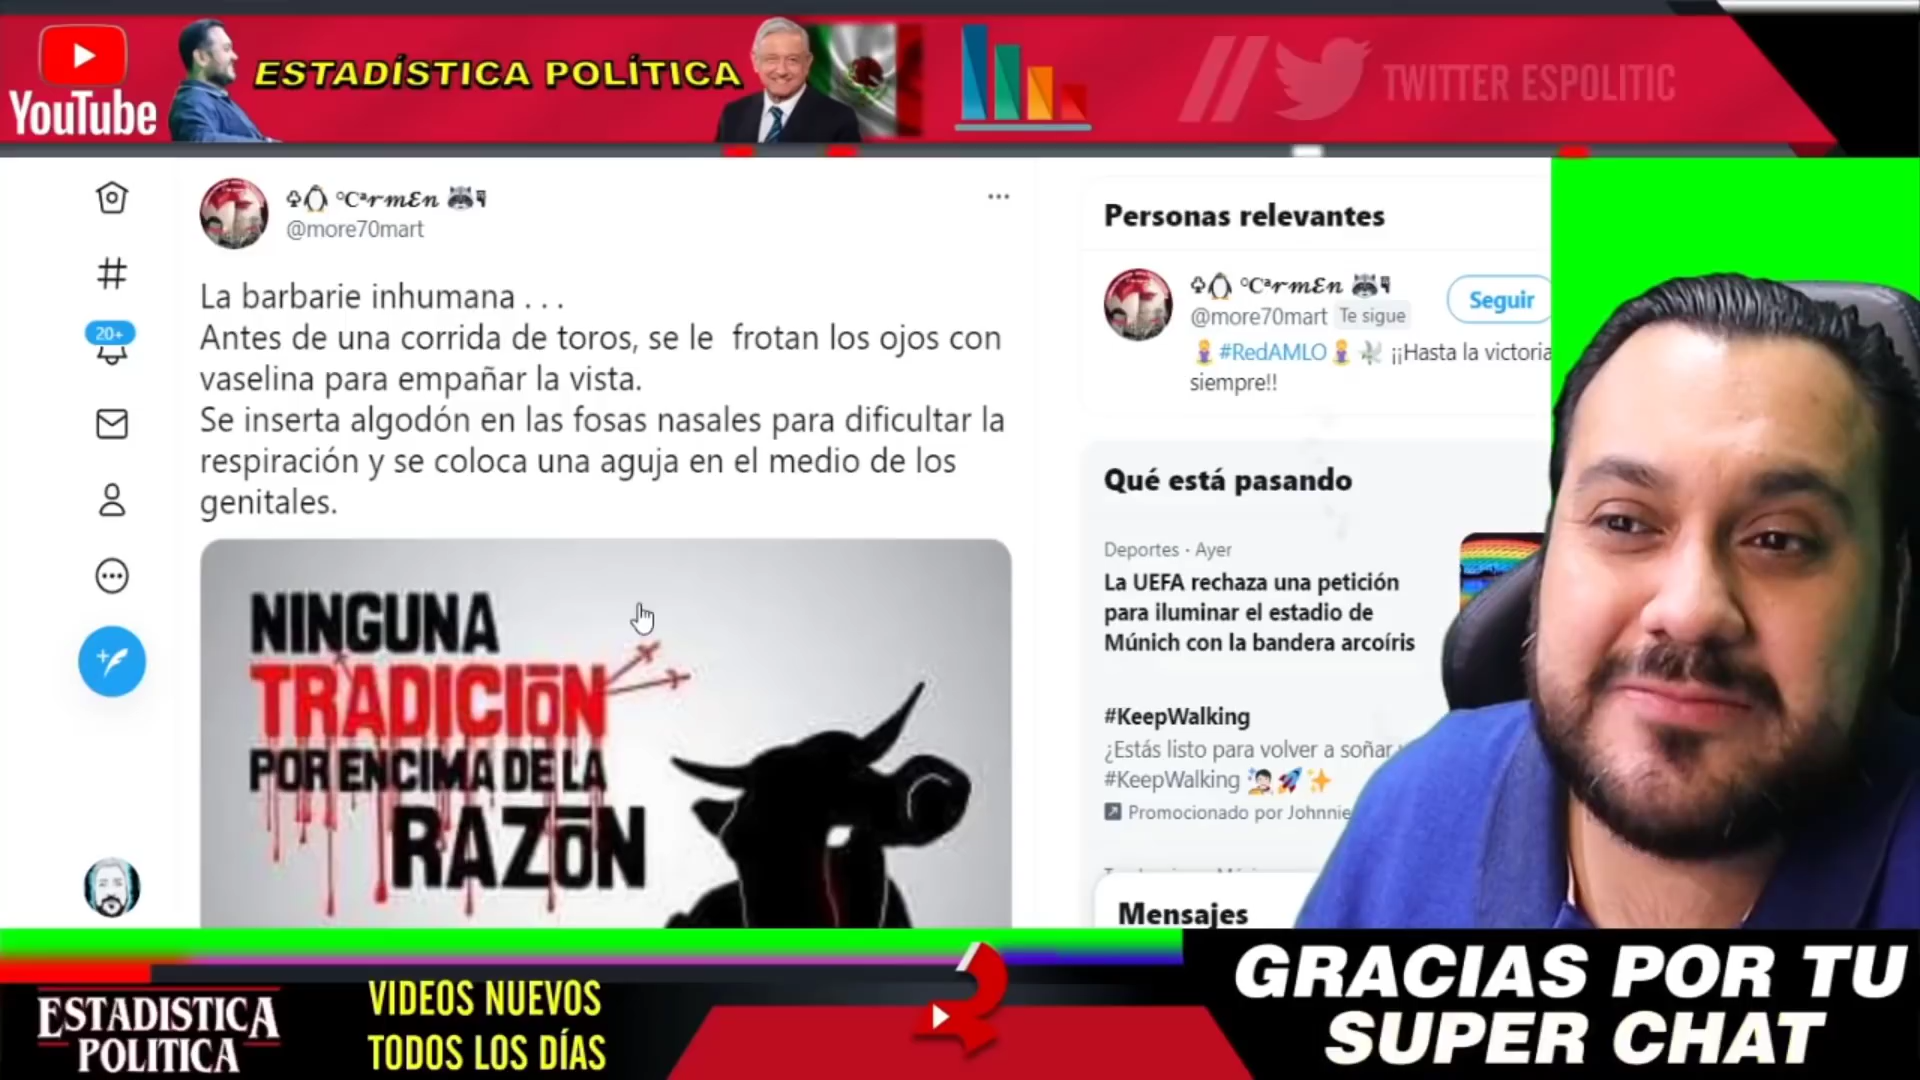 YouTube
ESTADÍSTICA POLÍTICA
TWITTER ESPOLITIC
℃ªrmEn
@more70mart
La barbarie inhumana . . .
Antes de una corrida de toros, se le frotan los ojos con
vaselina para empañar la vista.
Se inserta algodón en las fosas nasales para dificultar la
respiración y se coloca una aguja en el medio de los
genitales.
NINGUNA
TRADICIÓN
POR ENCIMA DE LA
RAZÓN
20+
Personas relevantes
℃ªrmEn
@more70mart Te sigue
Seguir
#RedAMLO ¡¡Hasta la victoria
siempre!!
Qué está pasando
Deportes · Ayer
La UEFA rechaza una petición
para iluminar el estadio de
Múnich con la bandera arcoíris
#KeepWalking
¿Estás listo para volver a soñar
#KeepWalking
Promocionado por Johnnie
Mensajes
ESTADISTICA
POLITICA
VIDEOS NUEVOS
TODOS LOS DÍAS
GRACIAS POR TU
SUPER CHAT